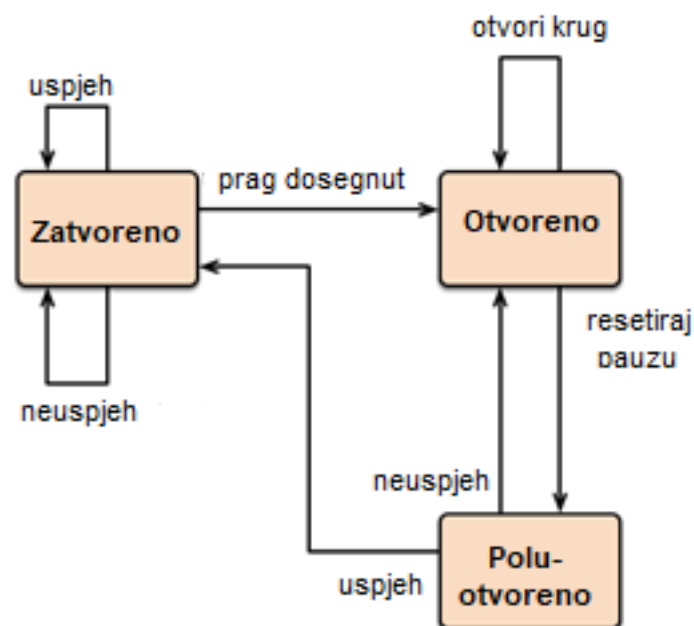 otvori krug
uspjeh
prag dosegnut
Zatvoreno
Otvoreno
resetiraj
pauzu
neuspjeh
neuspjeh
uspjeh
Polu-
otvoreno